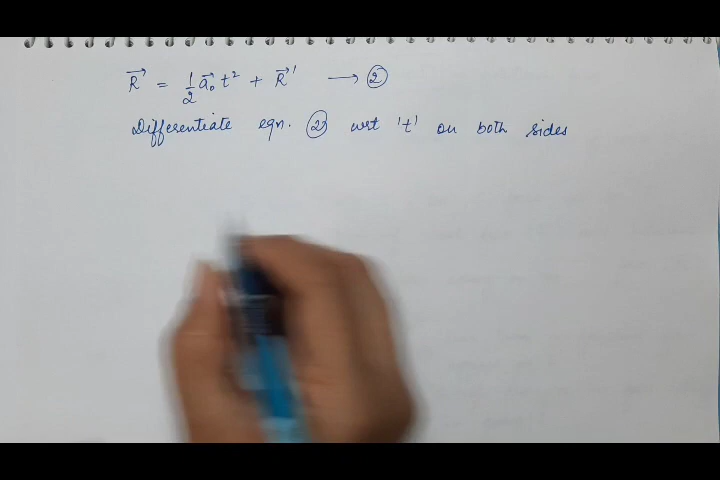 R⃗ = 1/2 a⃗₀ t² + R⃗' → ②
Differentiate eqn. ② wrt 't' on both sides